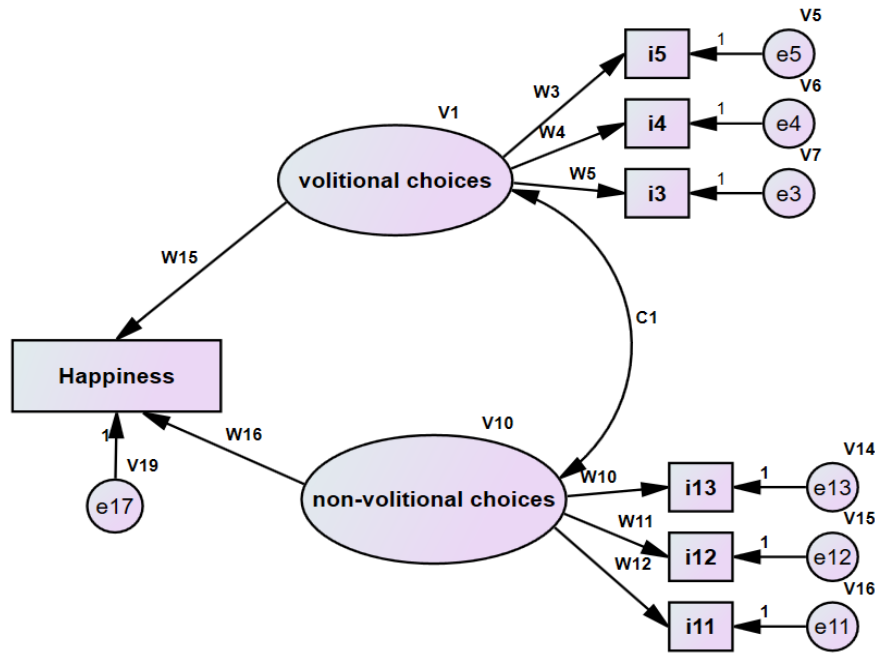 V5
i5
1
e5
W3
V6
V1
i4
1
e4
W4
V7
volitional choices
W5
i3
1
e3
W15
C1
Happiness
W16
V10
1
V19
e17
non-volitional choices
W10
V14
i13
1
e13
W11
V15
i12
1
e12
W12
V16
i11
1
e11